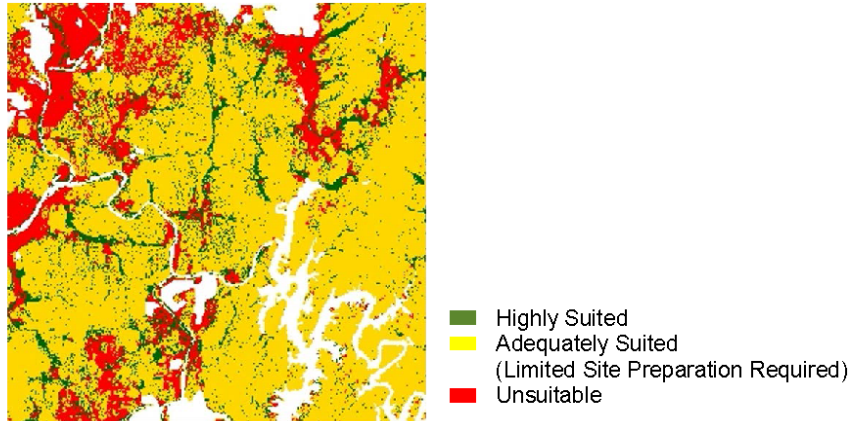 Highly Suited
Adequately Suited
(Limited Site Preparation Required)
Unsuitable